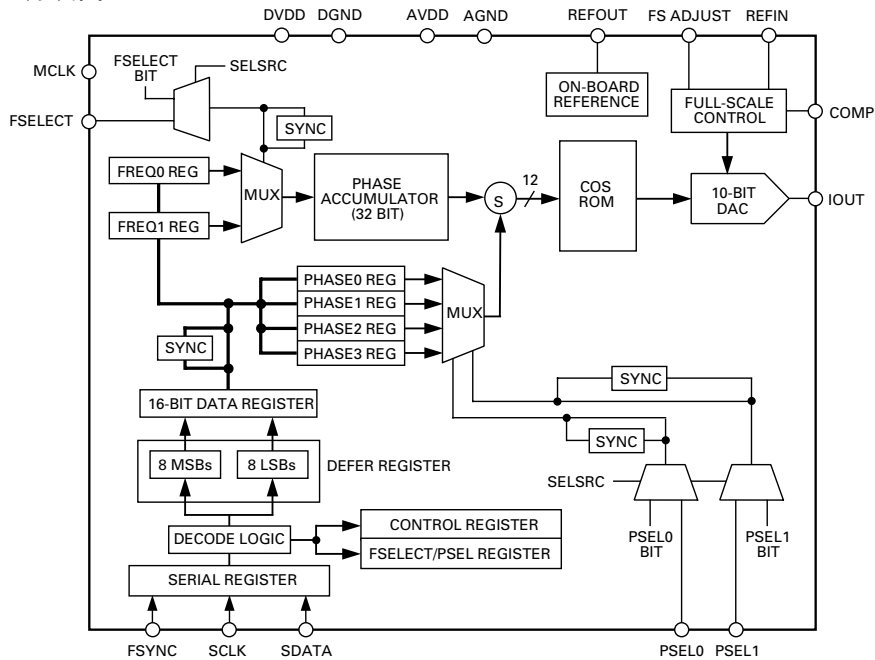 DVDD DGND AVDD AGND REFOUT FS ADJUST REFIN
MCLK
FSELECT
BIT
SELSRC
FSELECT
SYNC
ON-BOARD
REFERENCE
FULL-SCALE
CONTROL
COMP
FREQ0 REG
FREQ1 REG
MUX
PHASE
ACCUMULATOR
(32 BIT)
S
12
COS
ROM
10-BIT
DAC
IOUT
PHASE0 REG
PHASE1 REG
PHASE2 REG
PHASE3 REG
MUX
SYNC
SYNC
16-BIT DATA REGISTER
SYNC
8 MSBs
8 LSBs
DEFER REGISTER
SELSRC
DECODE LOGIC
CONTROL REGISTER
FSELECT/PSEL REGISTER
PSEL0
BIT
PSEL1
BIT
SERIAL REGISTER
FSYNC SCLK SDATA PSEL0 PSEL1